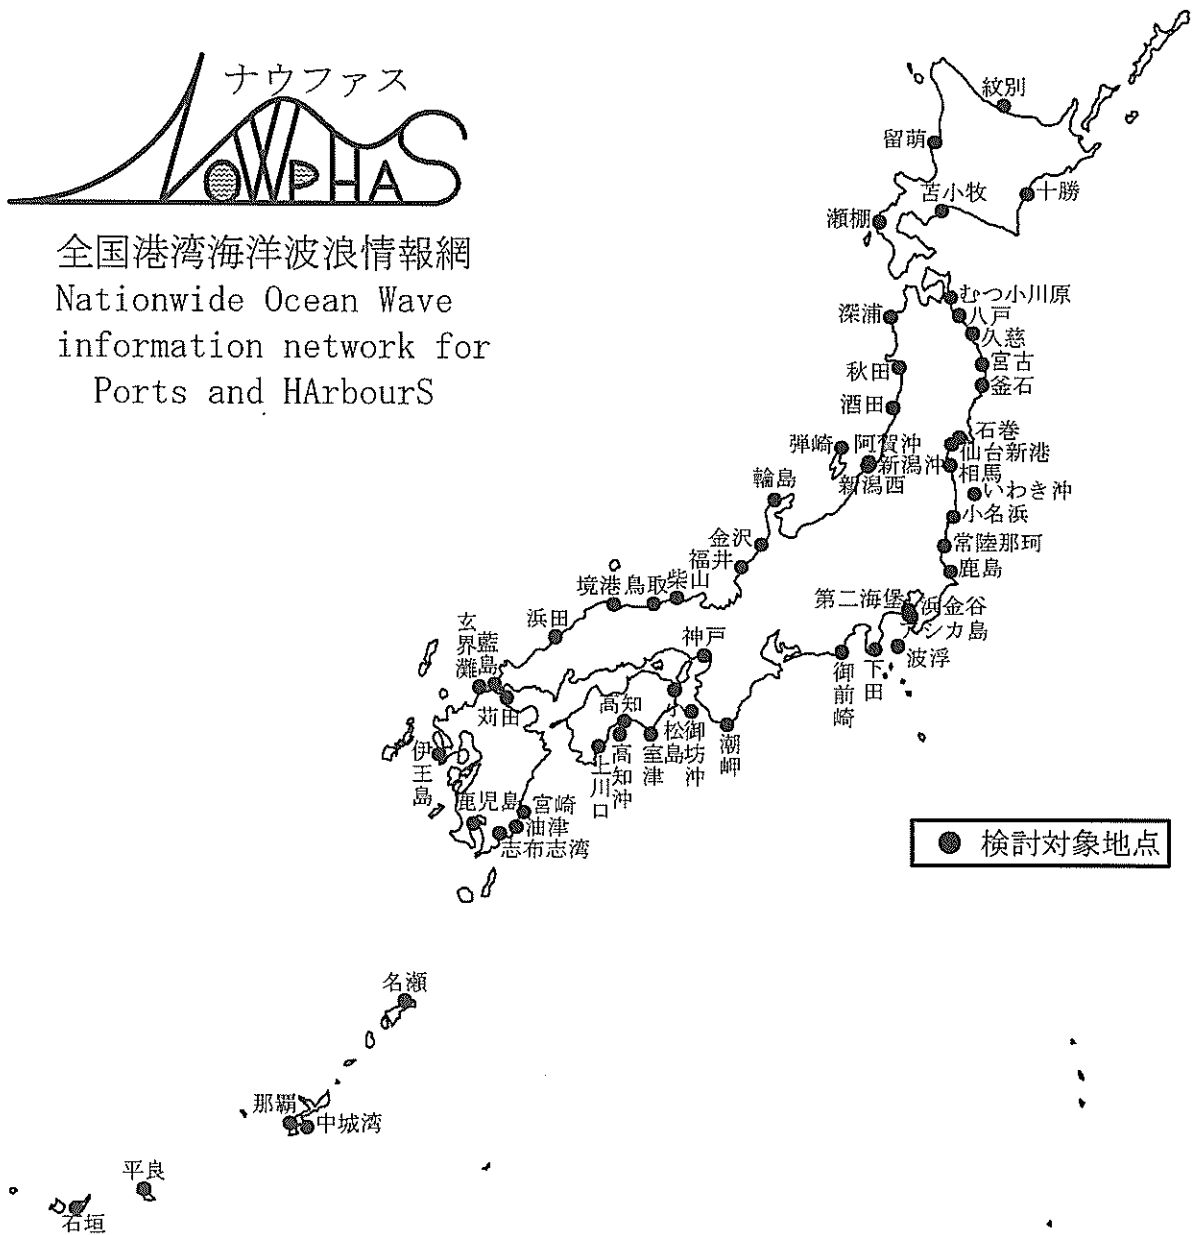 ナウファス
NOWPHAS
全国港湾海洋波浪情報網
Nationwide Ocean Wave
information network for
Ports and HArbourS
紋別
留萌
十勝
苫小牧
瀬棚
むつ小川原
深浦
八戸
久慈
宮古
秋田
釜石
酒田
石巻
弾崎
阿賀沖
仙台新港
新潟沖
相馬
新潟西
輪島
いわき沖
小名浜
金沢
常陸那珂
福井
鹿島
柴山
境港
鳥取
第二海堡
浜金谷
浜田
アシカ島
神戸
波浮
玄界灘
藍島
御前崎
下田
苅田
高知
小松島
御坊沖
潮岬
高知沖
室津
上川口
伊王島
鹿児島
宮崎
油津
志布志湾
検討対象地点
名瀬
那覇
中城湾
平良
石垣